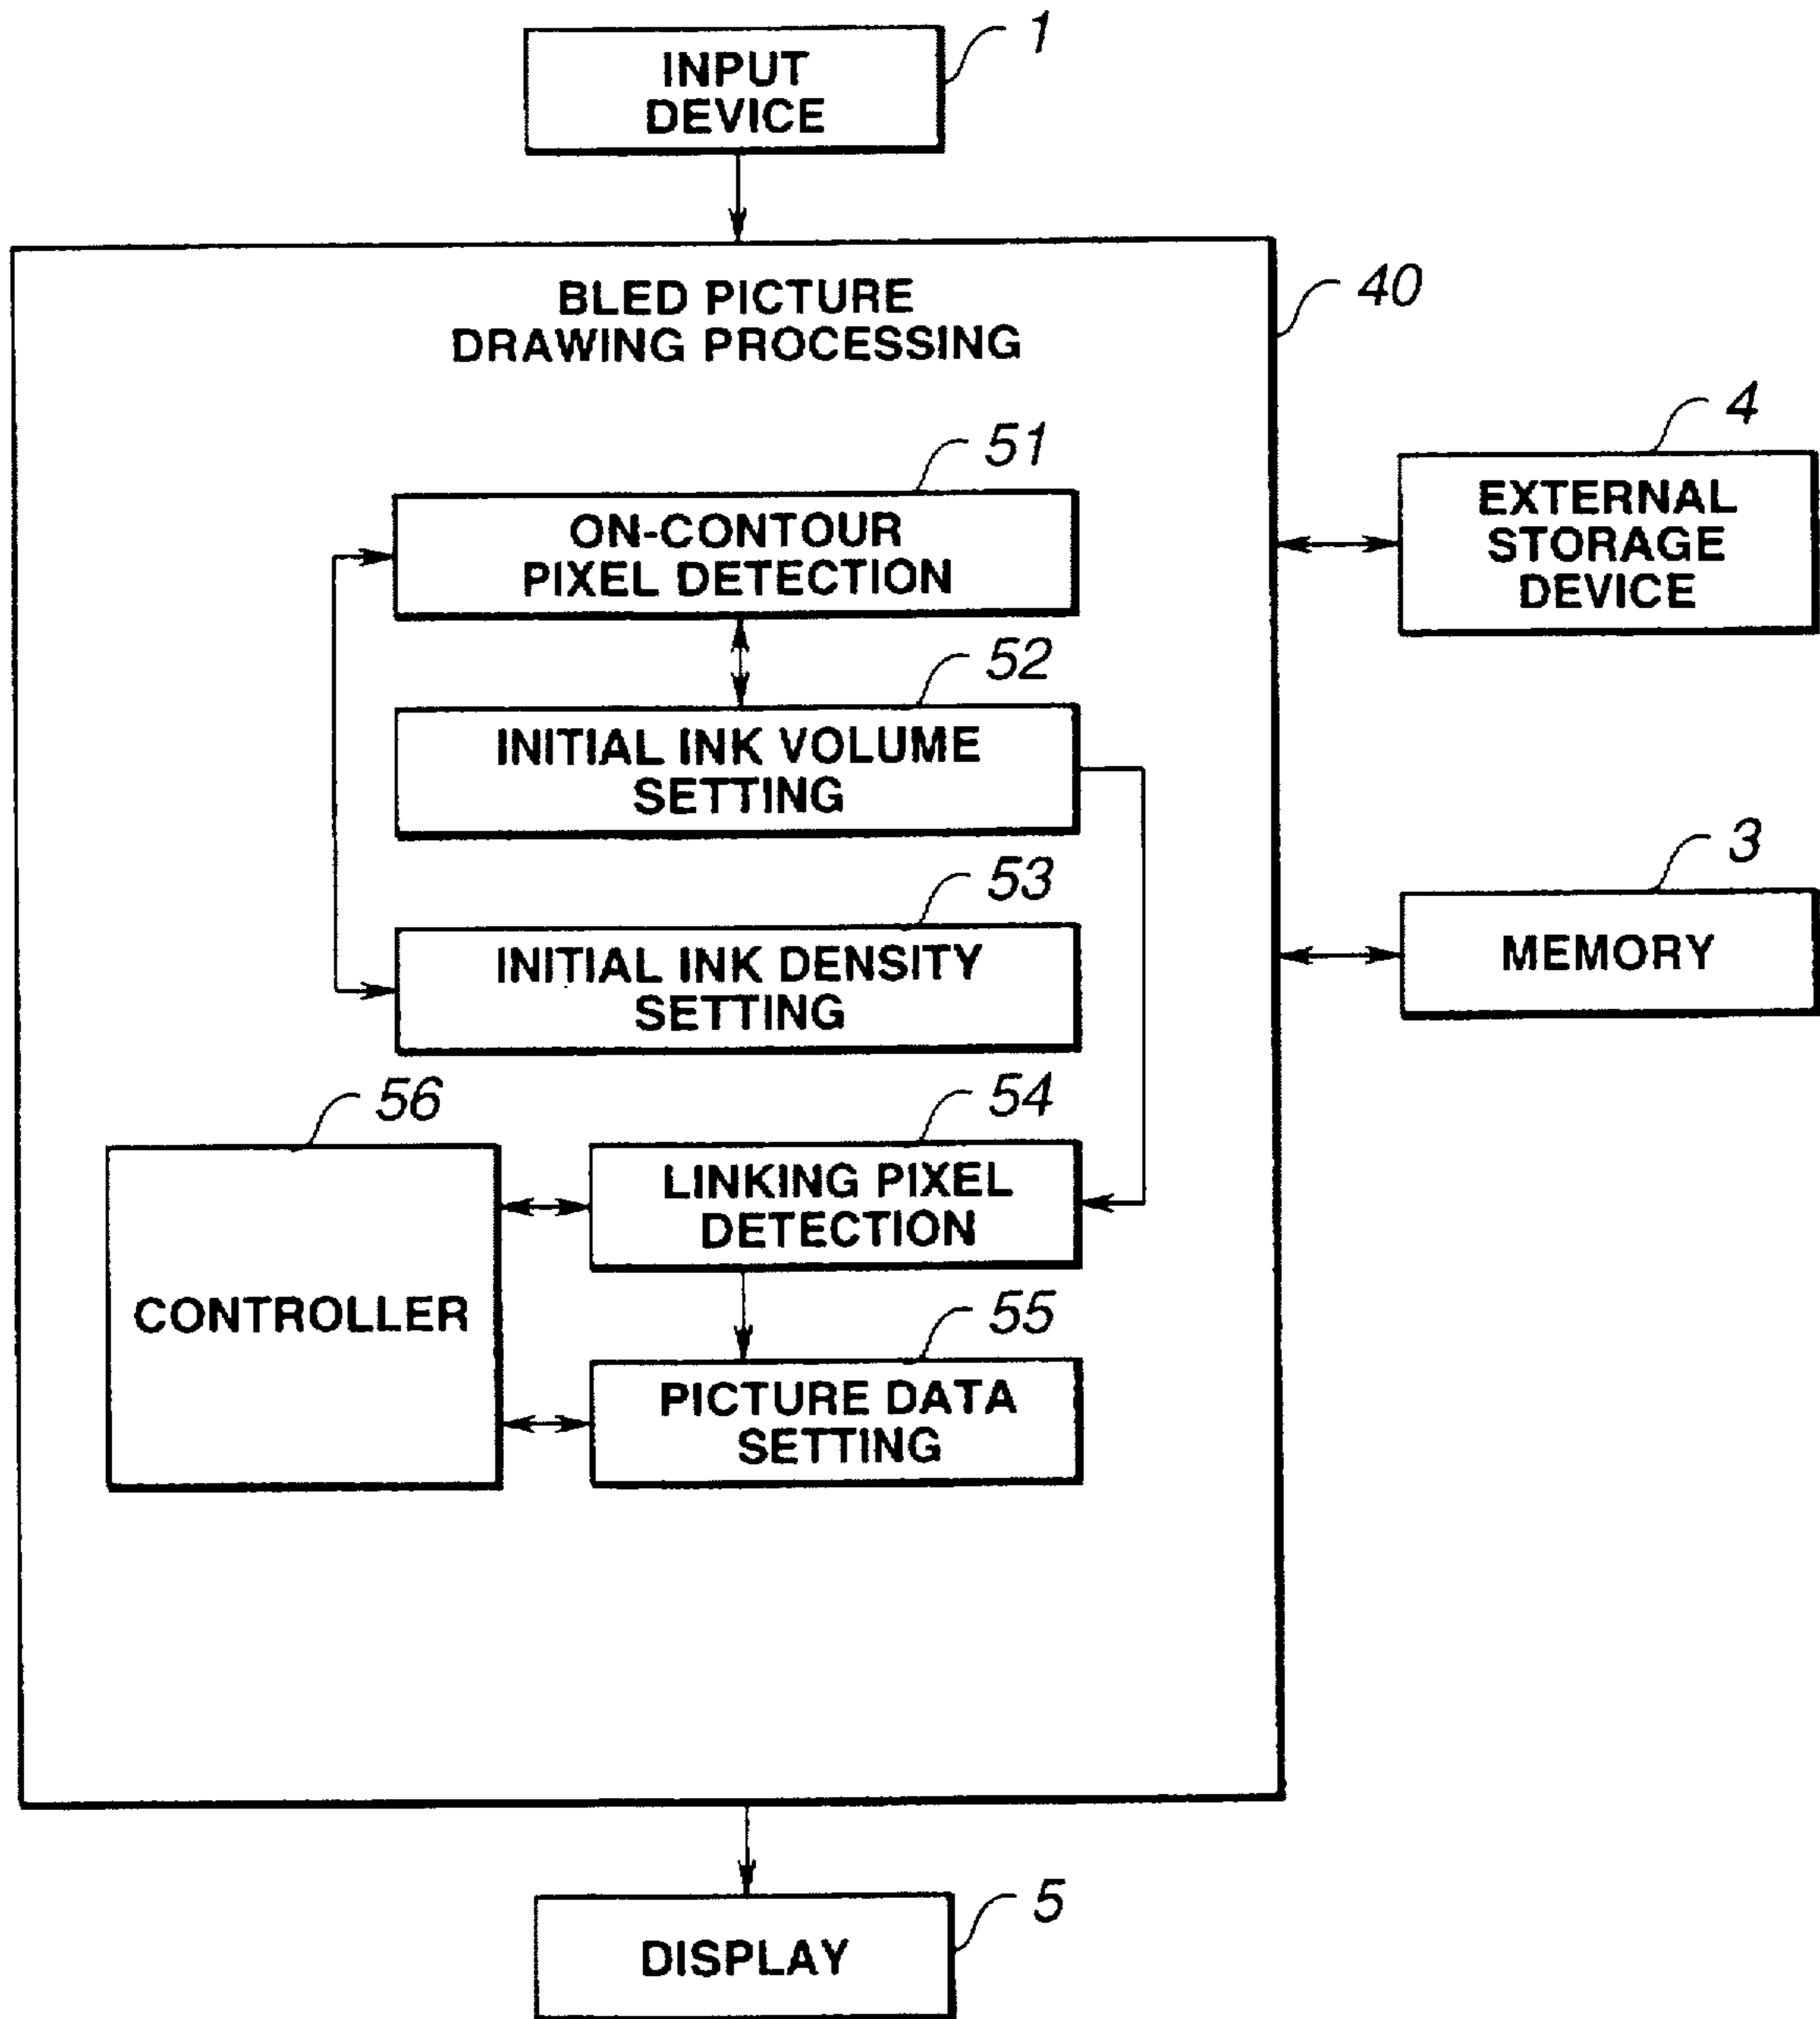 1
INPUT
DEVICE
BLED PICTURE
DRAWING PROCESSING
40
4
EXTERNAL
STORAGE
DEVICE
51
ON-CONTOUR
PIXEL DETECTION
52
INITIAL INK VOLUME
SETTING
3
MEMORY
53
INITIAL INK DENSITY
SETTING
56
CONTROLLER
54
LINKING PIXEL
DETECTION
55
PICTURE DATA
SETTING
5
DISPLAY